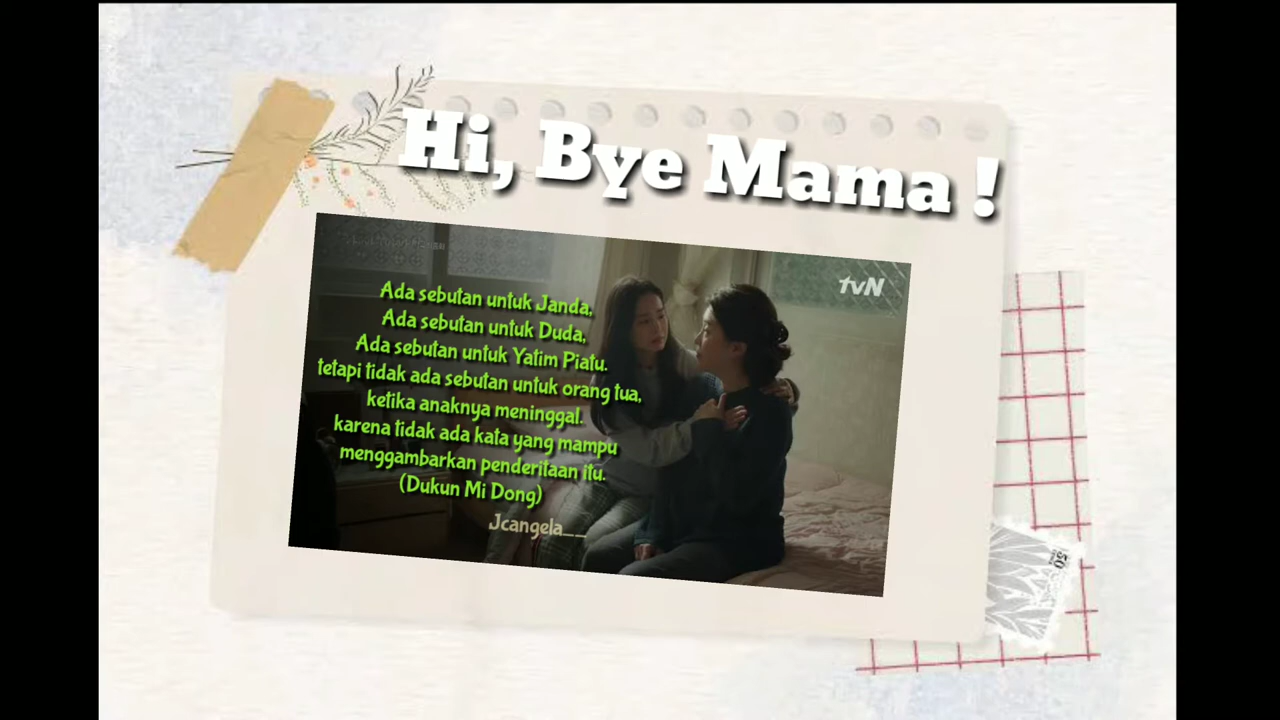 Hi, Bye Mama !
tvN
Ada sebutan untuk Janda,
Ada sebutan untuk Duda,
Ada sebutan untuk Yatim Piatu.
tetapi tidak ada sebutan untuk orang tua,
ketika anaknya meninggal.
karena tidak ada kata yang mampu
menggambarkan penderitaan itu.
(Dukun Mi Dong)
Jcangela__
50